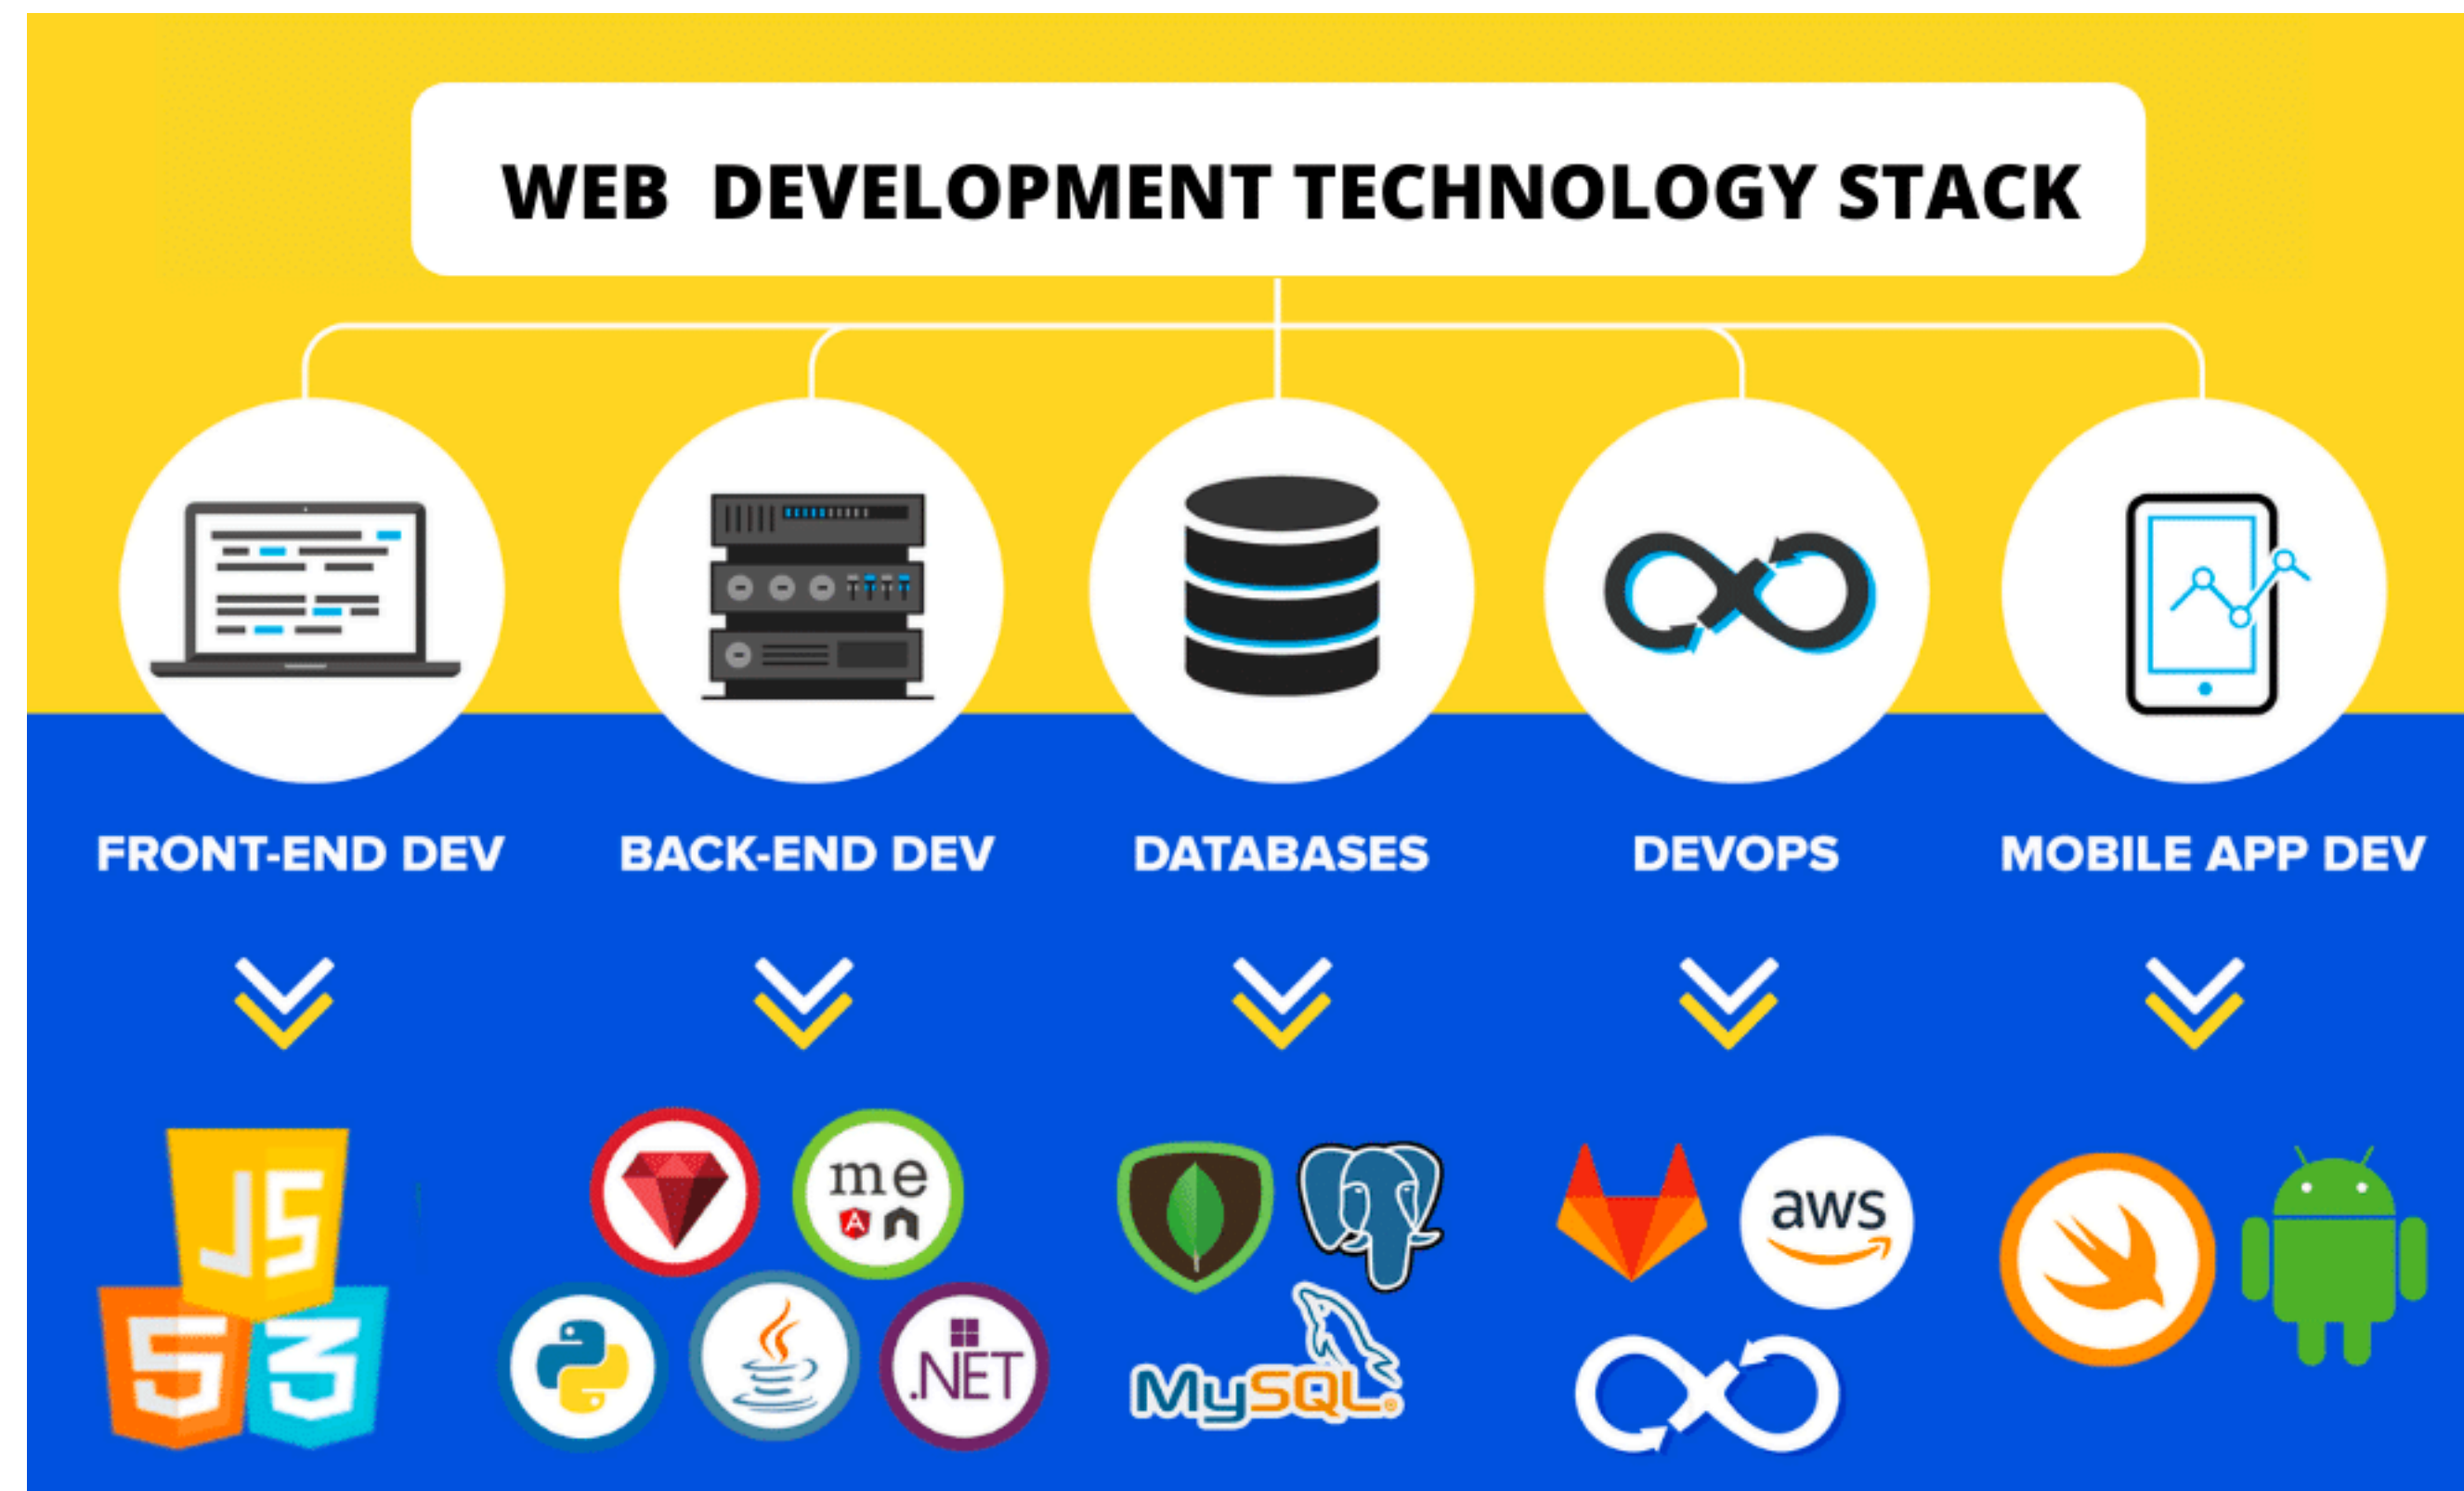 WEB DEVELOPMENT TECHNOLOGY STACK
FRONT-END DEV
BACK-END DEV
DATABASES
DEVOPS
MOBILE APP DEV
JS
5
3
me
A
n
.NET
MySQL
aws